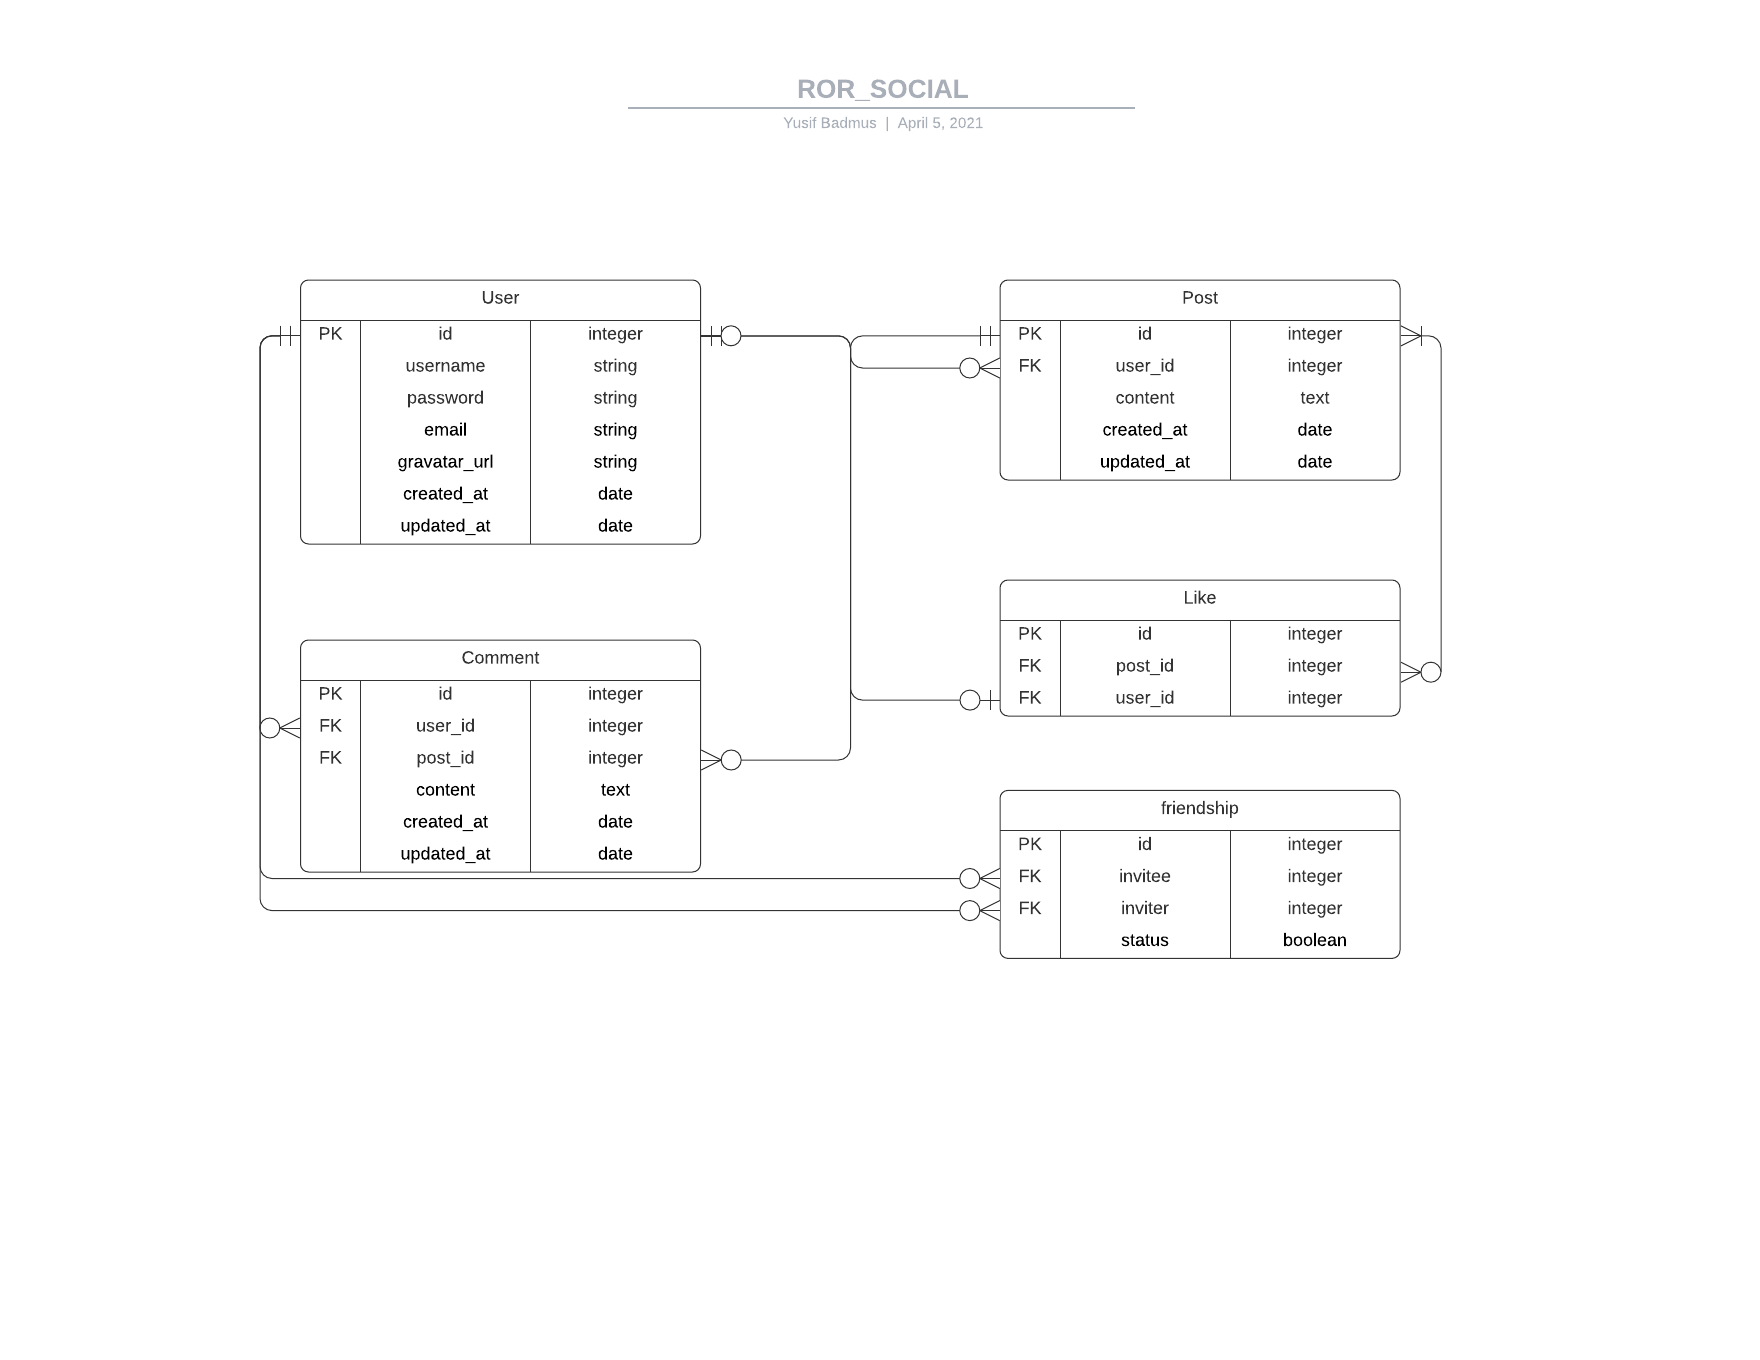 ROR_SOCIAL
Yusif Badmus | April 5, 2021
User
PK id integer
username string
password string
email string
gravatar_url string
created_at date
updated_at date
Post
PK id integer
FK user_id integer
content text
created_at date
updated_at date
Comment
PK id integer
FK user_id integer
FK post_id integer
content text
created_at date
updated_at date
Like
PK id integer
FK post_id integer
FK user_id integer
friendship
PK id integer
FK invitee integer
FK inviter integer
status boolean